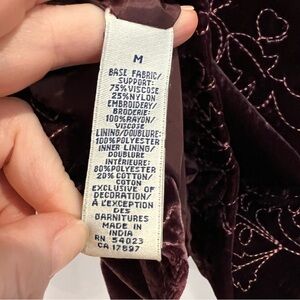 M
BASE FABRIC/
SUPPORT:
75% VISCOSE
25% NYLON
EMBROIDERY/
BRODERIE:
100% RAYON/
VISCOSE
LINING/DOUBLURE:
100% POLYESTER
INNER LINING/
DOUBLURE
INTÉRIEURE:
80% POLYESTER
20% COTTON
EXCLUSIVE OF
DECORATION/
À L'EXCEPTION
DES
GARNITURES
MADE IN
INDIA
RN 54023
CA 17897